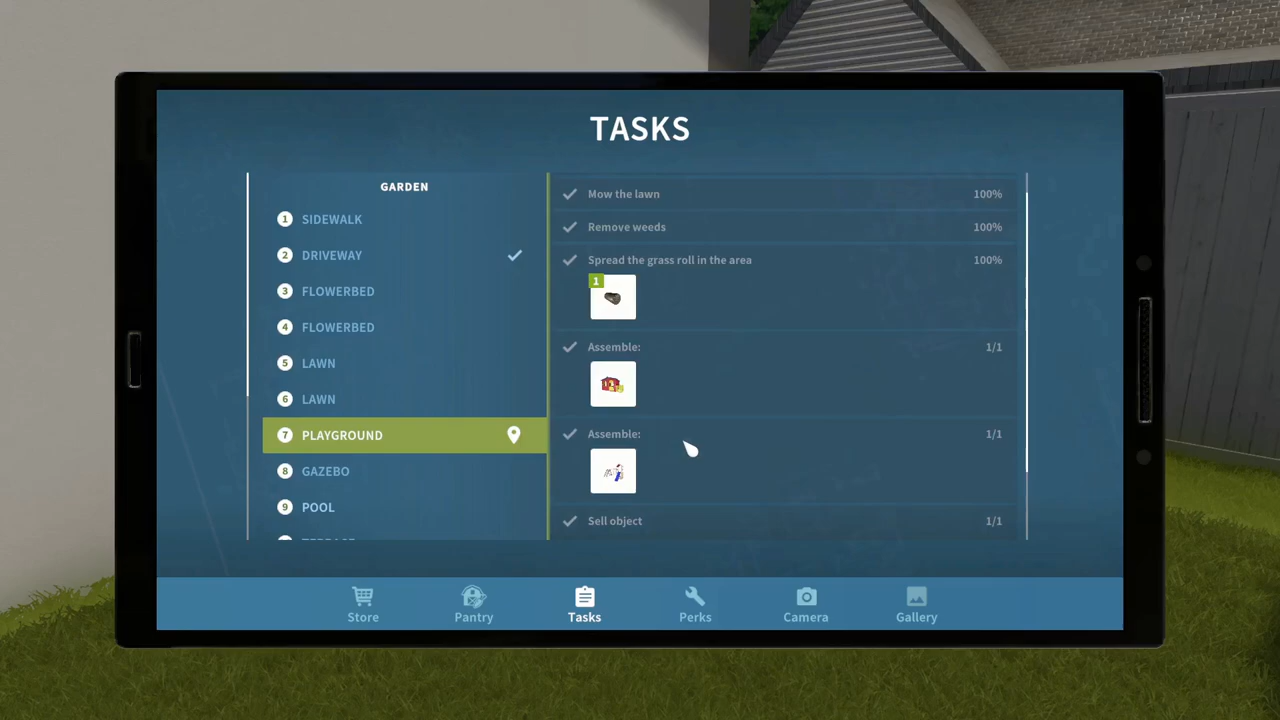 TASKS
GARDEN
1 SIDEWALK
2 DRIVEWAY
3 FLOWERBED
4 FLOWERBED
5 LAWN
6 LAWN
7 PLAYGROUND
8 GAZEBO
9 POOL
Mow the lawn 100%
Remove weeds 100%
Spread the grass roll in the area 100%
1
Assemble: 1/1
Assemble: 1/1
Sell object 1/1
Store
Pantry
Tasks
Perks
Camera
Gallery